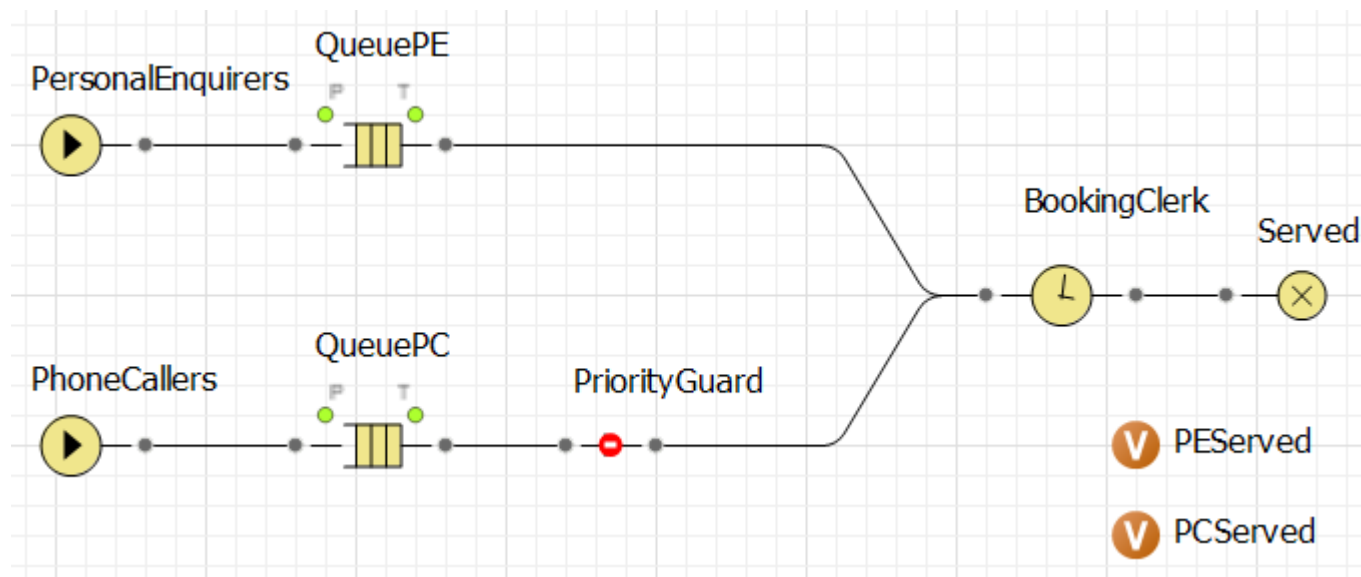 QueuePE
PersonalEnquirers
P T
BookingClerk
Served
QueuePC
PhoneCallers
P T
PriorityGuard
V PEServed
V PCServed